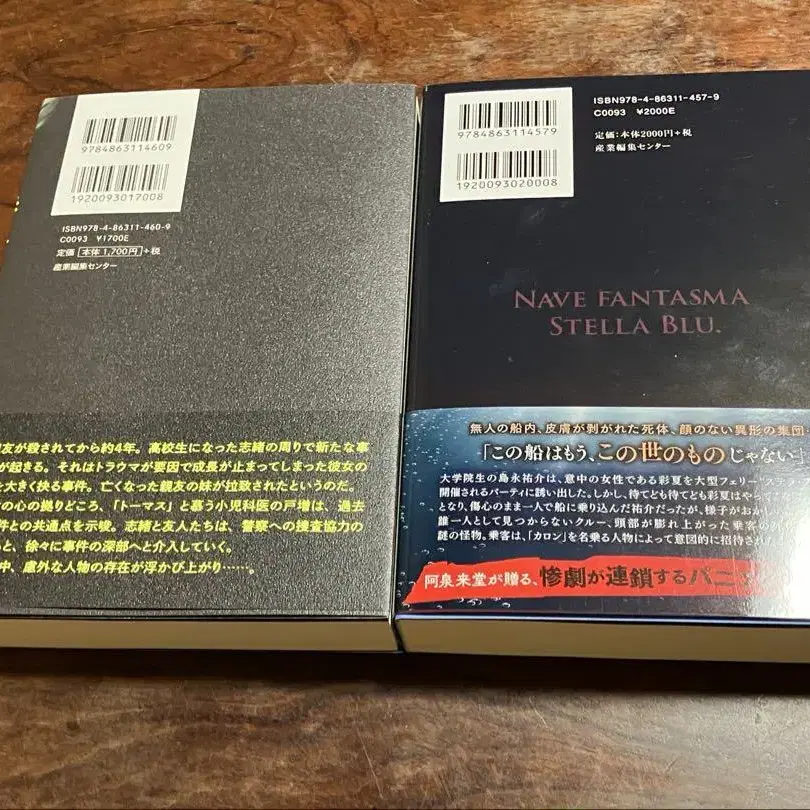 9784863114609
1920093017008
ISBN978-4-86311-460-9
C0093 ¥1700E
定価 本体1,700円 +税
産業編集センター
友が殺されてから約4年。高校生になった志緒の周りで新たな事
が起きる。それはトラウマが要因で成長が止まってしまった彼女の
を大きく抉る事件。亡くなった親友の妹が拉致されたというのだ。
の心の拠りどころ、「トーマス」と慕う小児科医の戸増は、過去
件との共通点を示唆。志緒と友人たちは、警察への捜査協力の
と、徐々に事件の深部へと介入していく。
中、慮外な人物の存在が浮かび上がり……。
9784863114579
1920093020008
ISBN978-4-86311-457-9
C0093 ¥2000E
定価:本体2000円+税
産業編集センター
NAVE FANTASMA
STELLA BLU.
無人の船内、皮膚が剥がれた死体、顔のない異形の集団
「この船はもう、この世のものじゃない」
大学院生の島永祐介は、意中の女性である彩夏を大型フェリー"ステ
開催されるパーティに誘い出した。しかし、待てど待てど彩夏はやって
となり、傷心のまま一人で船に乗り込んだ祐介だったが、様子がおかし
誰一人として見つからないクルー、頭部が膨れ上がった乗客の
謎の怪物。乗客は、「カロン」を名乗る人物によって意図的に招待された
阿泉来堂が贈る、惨劇が連鎖するパニ